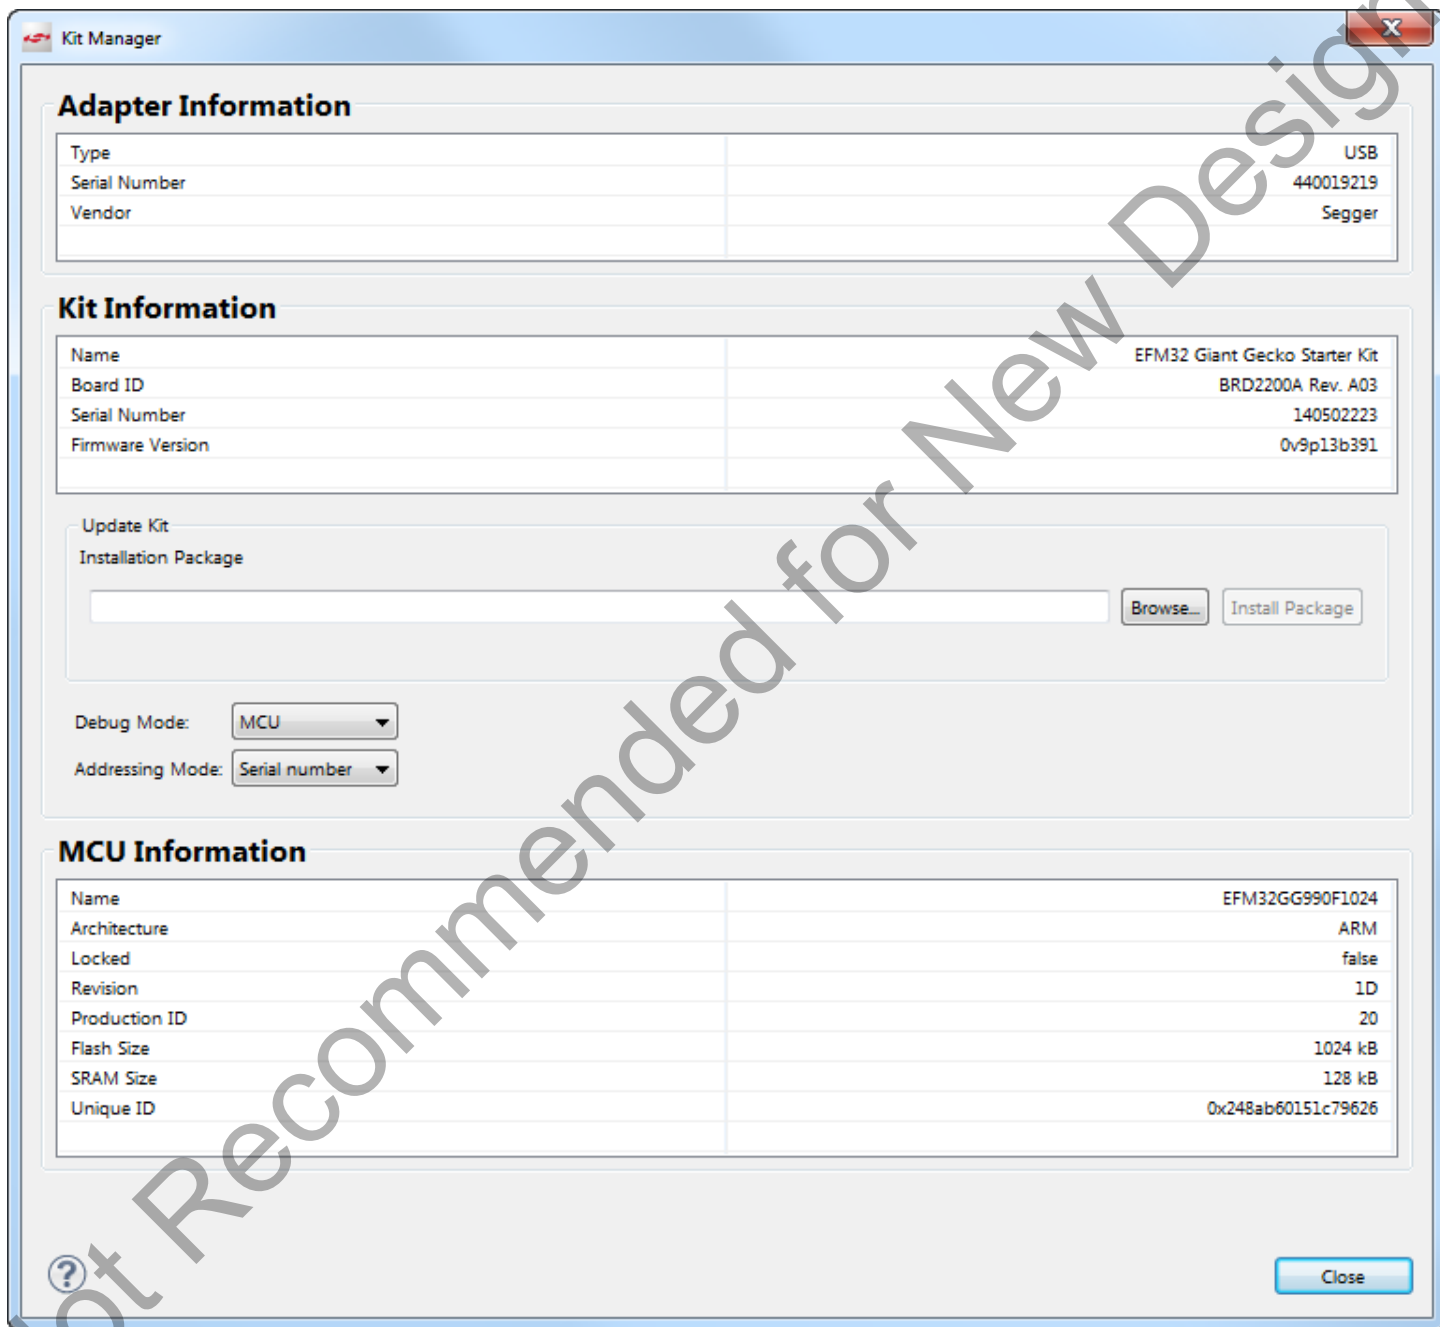 Kit Manager
Adapter Information
Type USB
Serial Number 440019219
Vendor Segger
Kit Information
Name EFM32 Giant Gecko Starter Kit
Board ID BRD2200A Rev. A03
Serial Number 140502223
Firmware Version 0v9p13b391
Update Kit
Installation Package
Browse... Install Package
Debug Mode: MCU
Addressing Mode: Serial number
MCU Information
Name EFM32GG990F1024
Architecture ARM
Locked false
Revision 1D
Production ID 20
Flash Size 1024 kB
SRAM Size 128 kB
Unique ID 0x248ab60151c79626
? Close
ot Recommended for New Design